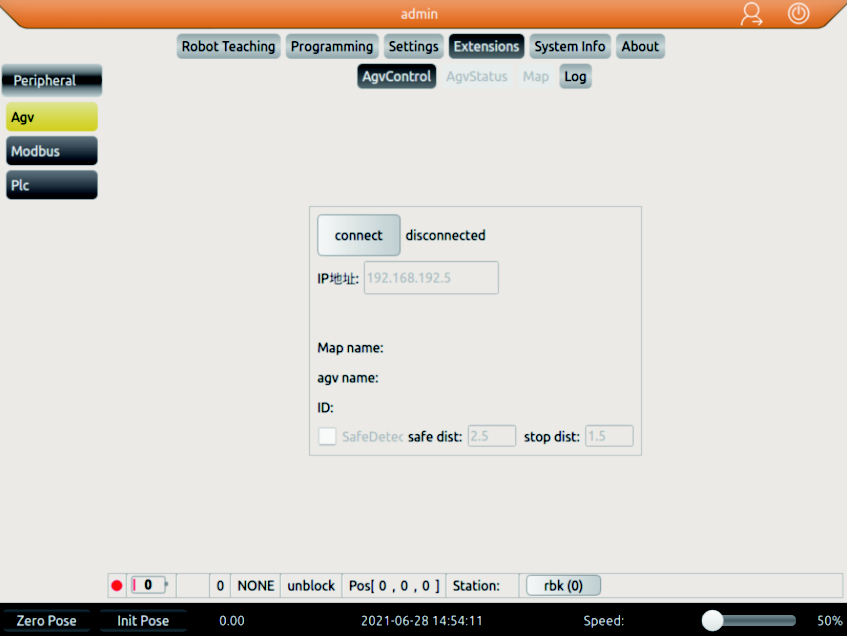 admin
Robot Teaching Programming Settings Extensions System Info About
Peripheral
AgvControl AgvStatus Map Log
Agv
Modbus
Plc
connect disconnected
IP地址: 192.168.192.5
Map name:
agv name:
ID:
SafeDetec safe dist: 2.5 stop dist: 1.5
0 0 NONE unblock Pos[ 0 , 0 , 0 ] Station: rbk (0)
Zero Pose Init Pose 0.00 2021-06-28 14:54:11 Speed: 50%